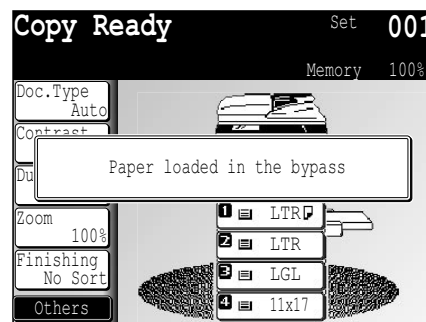 Copy Ready
Set 001
Memory 100%
Doc.Type
Auto
Contrast
Du
Paper loaded in the bypass
Zoom
100%
Finishing
No Sort
Others
1 LTR
2 LTR
3 LGL
4 11x17